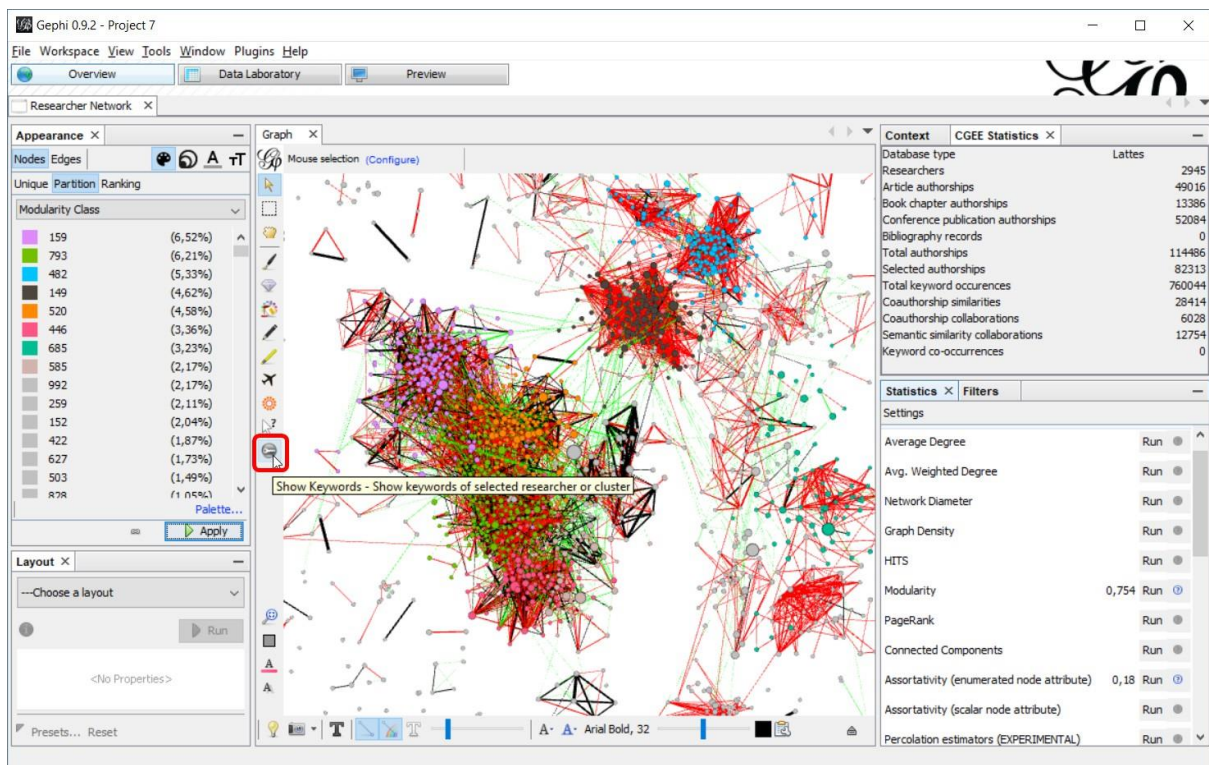 Gephi 0.9.2 - Project 7
File Workspace View Tools Window Plugins Help
Overview
Data Laboratory
Preview
Researcher Network
Appearance
Nodes Edges
Unique Partition Ranking
Modularity Class
159 (6,52%)
793 (6,21%)
482 (5,33%)
149 (4,62%)
520 (4,58%)
446 (3,36%)
685 (3,23%)
585 (2,17%)
992 (2,17%)
259 (2,11%)
152 (2,04%)
422 (1,87%)
627 (1,73%)
503 (1,49%)
828 (1,05%)
Palette...
Apply
Layout
---Choose a layout
Run
<No Properties>
Presets... Reset
Graph
Mouse selection (Configure)
Show Keywords - Show keywords of selected researcher or cluster
A- A- Arial Bold, 32
Context CGEE Statistics
Database type Lattes
Researchers 2945
Article authorships 49016
Book chapter authorships 13386
Conference publication authorships 52084
Bibliography records 0
Total authorships 114486
Selected authorships 82313
Total keyword occurences 760044
Coauthorship similarities 28414
Coauthorship collaborations 6028
Semantic similarity collaborations 12754
Keyword co-occurrences 0
Statistics Filters
Settings
Average Degree Run
Avg. Weighted Degree Run
Network Diameter Run
Graph Density Run
HITS Run
Modularity 0,754 Run
PageRank Run
Connected Components Run
Assortativity (enumerated node attribute) 0,18 Run
Assortativity (scalar node attribute) Run
Percolation estimators (EXPERIMENTAL) Run